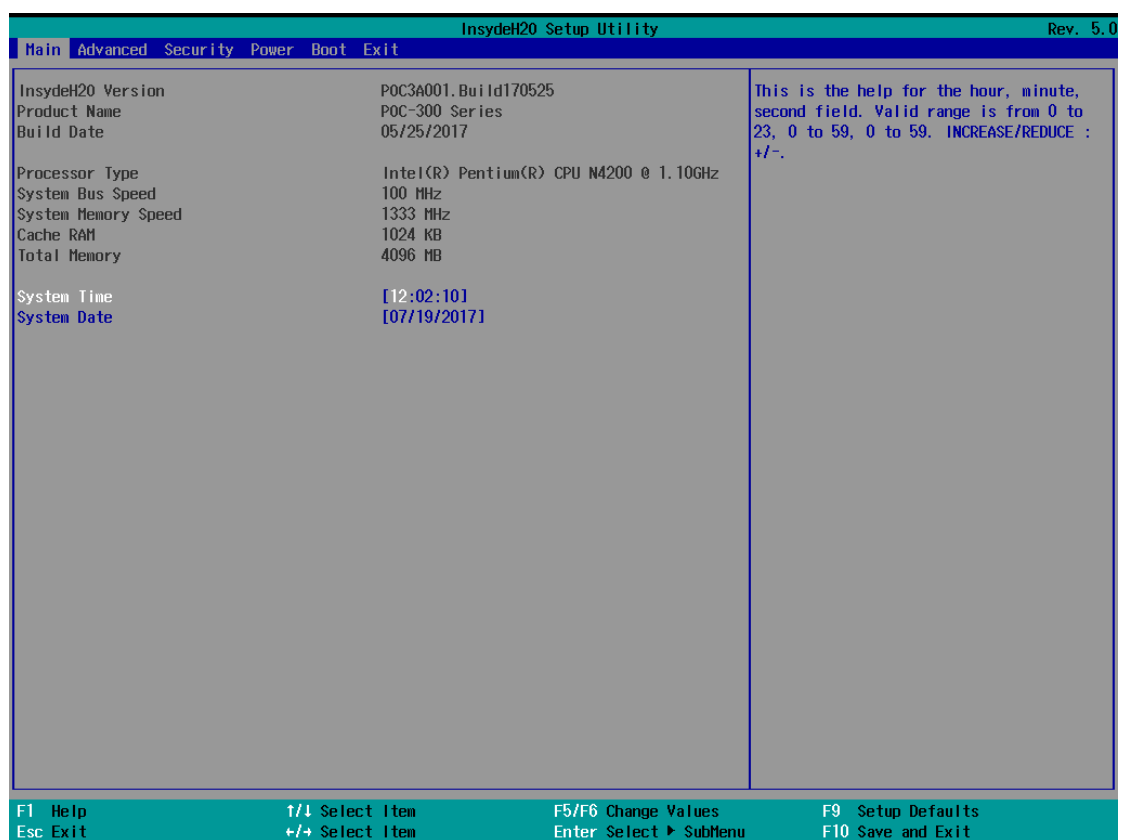 InsydeH20 Setup Utility Rev. 5.0
Main Advanced Security Power Boot Exit
InsydeH20 Version POC3A001.Build170525
Product Name POC-300 Series
Build Date 05/25/2017
Processor Type Intel(R) Pentium(R) CPU N4200 @ 1.10GHz
System Bus Speed 100 MHz
System Memory Speed 1333 MHz
Cache RAM 1024 KB
Total Memory 4096 MB
System Time [12:02:10]
System Date [07/19/2017]
This is the help for the hour, minute,
second field. Valid range is from 0 to
23, 0 to 59, 0 to 59. INCREASE/REDUCE :
+/-.
F1 Help ↑/↓ Select Item F5/F6 Change Values F9 Setup Defaults
Esc Exit ←/→ Select Item Enter Select ▶ SubMenu F10 Save and Exit